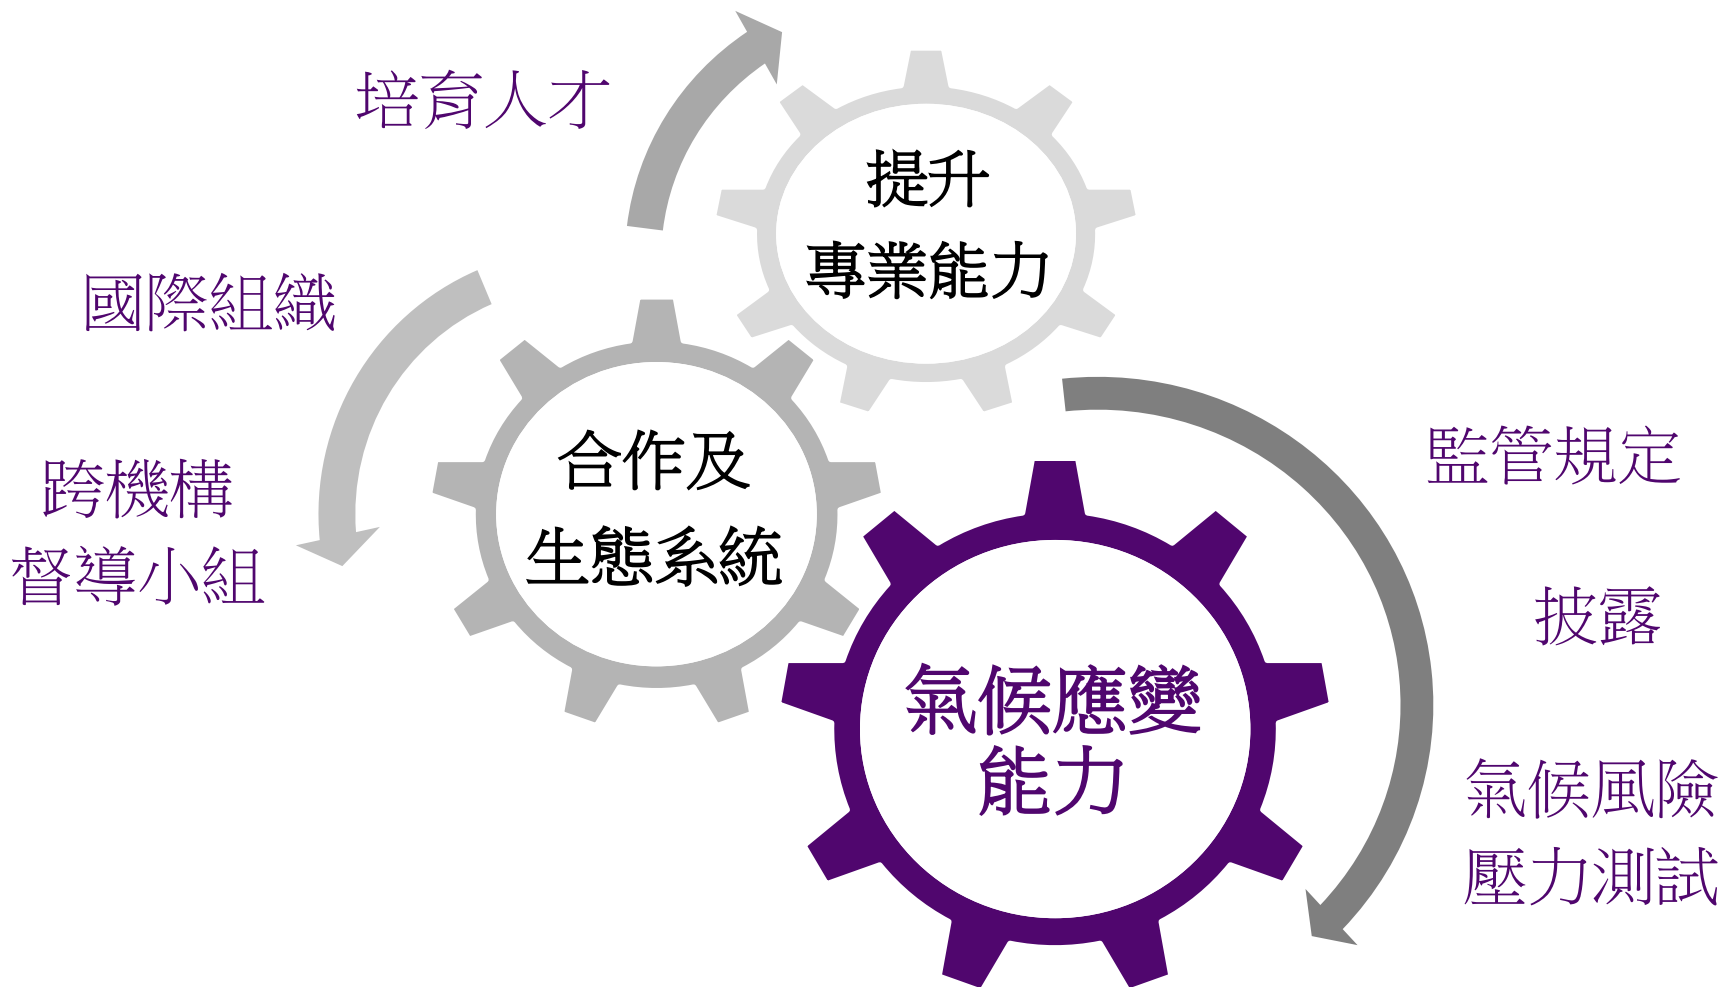 培育人才
提升
專業能力
國際組織
跨機構
督導小組
合作及
生態系統
監管規定
披露
氣候風險
壓力測試
氣候應變
能力